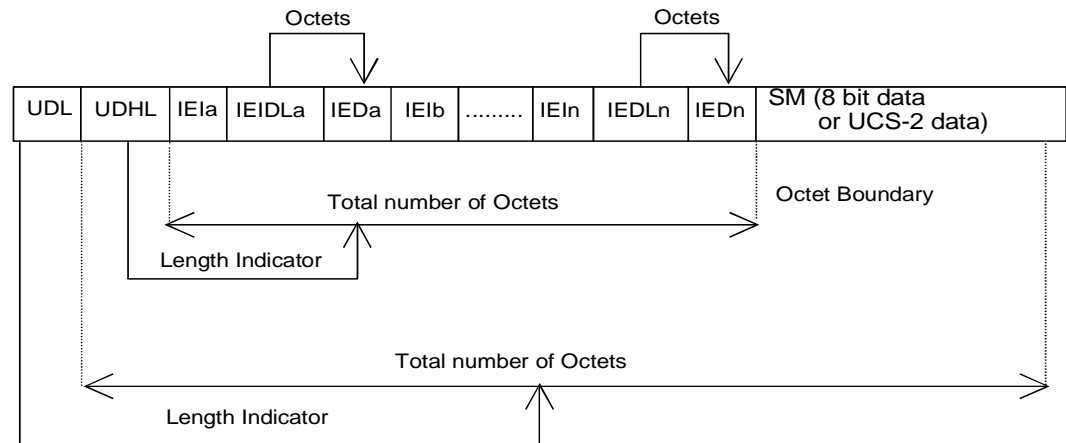 Octets
Octets
UDL UDHL IEIa IEIDLa IEDa IEIb ......... IEIn IEDLn IEDn SM (8 bit data
or UCS-2 data)
Total number of Octets
Octet Boundary
Length Indicator
Total number of Octets
Length Indicator